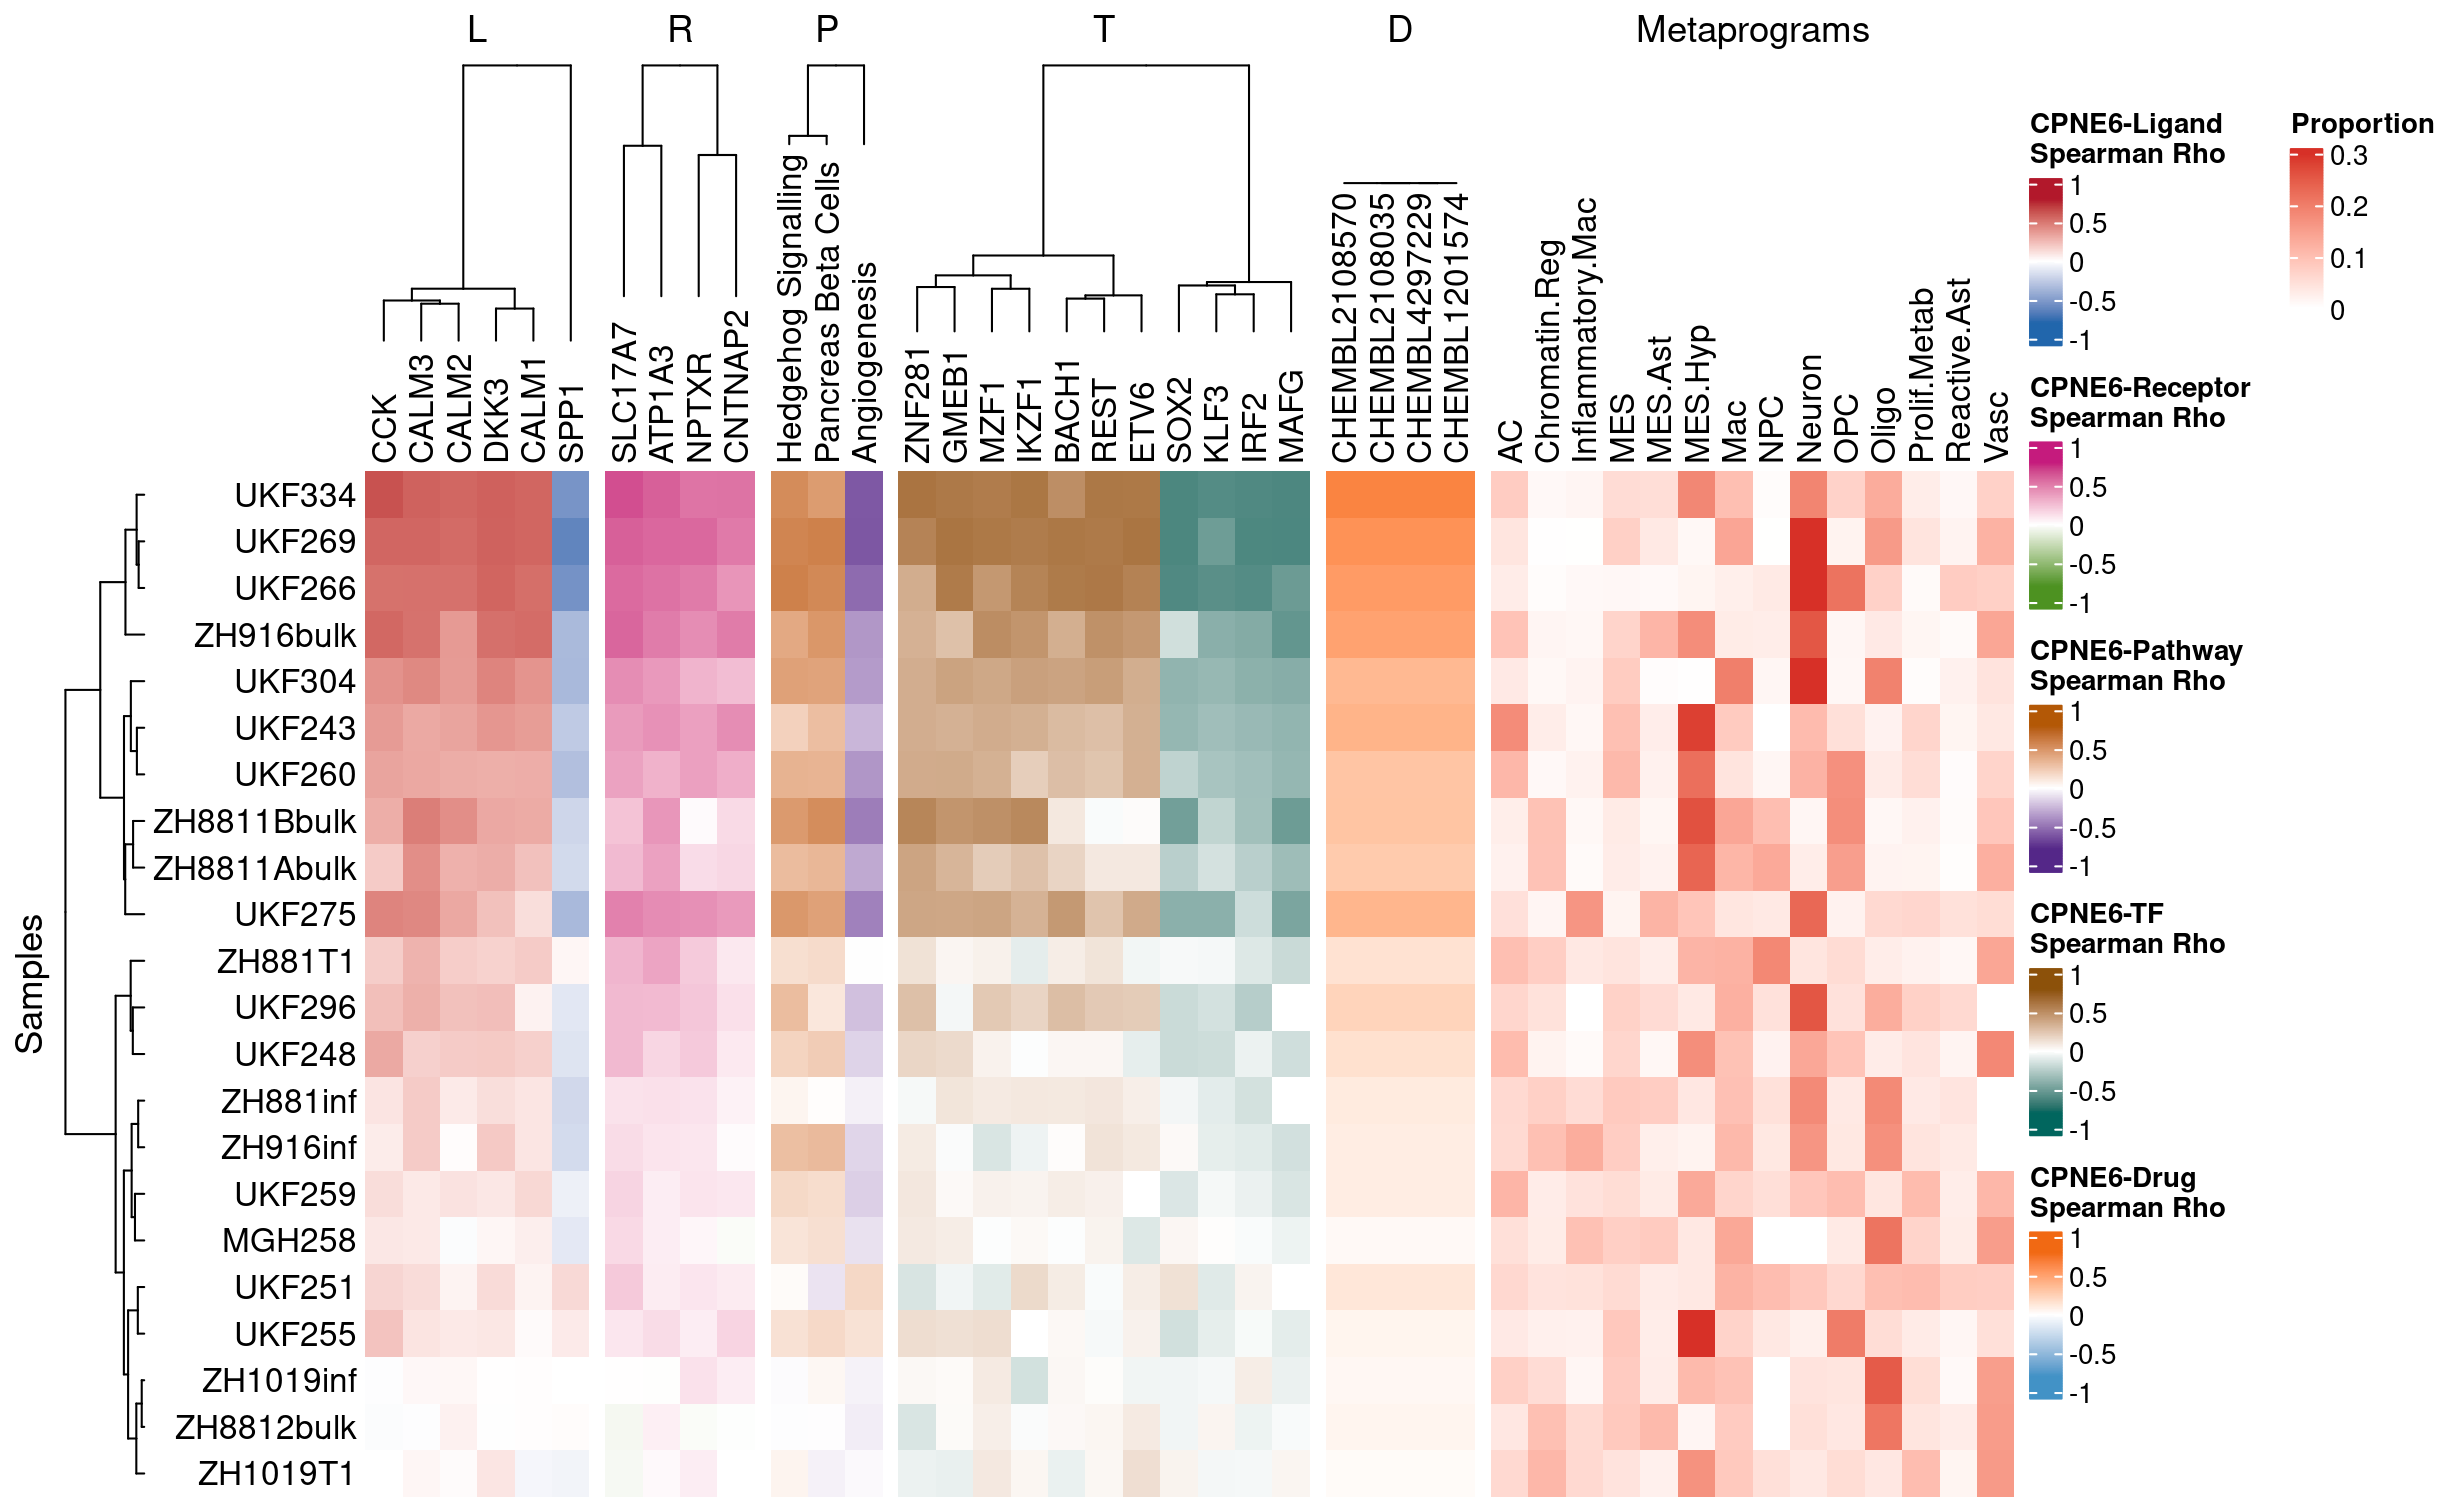 L R P T D Metaprograms
CCK
CALM3
CALM2
DKK3
CALM1
SPP1
SLC17A7
ATP1A3
NPTXR
CNTNAP2
Hedgehog Signalling
Pancreas Beta Cells
Angiogenesis
ZNF281
GMEB1
MZF1
IKZF1
BACH1
REST
ETV6
SOX2
KLF3
IRF2
MAFG
CHEMBL2108570
CHEMBL2108035
CHEMBL4297229
CHEMBL1201574
AC
Chromatin.Reg
Inflammatory.Mac
MES
MES.Ast
MES.Hyp
Mac
NPC
Neuron
OPC
Oligo
Prolif.Metab
Reactive.Ast
Vasc
Samples
UKF334
UKF269
UKF266
ZH916bulk
UKF304
UKF243
UKF260
ZH8811Bbulk
ZH8811Abulk
UKF275
ZH881T1
UKF296
UKF248
ZH881inf
ZH916inf
UKF259
MGH258
UKF251
UKF255
ZH1019inf
ZH8812bulk
ZH1019T1
CPNE6-Ligand
Spearman Rho
1
0.5
0
-0.5
-1
CPNE6-Receptor
Spearman Rho
1
0.5
0
-0.5
-1
CPNE6-Pathway
Spearman Rho
1
0.5
0
-0.5
-1
CPNE6-TF
Spearman Rho
1
0.5
0
-0.5
-1
CPNE6-Drug
Spearman Rho
1
0.5
0
-0.5
-1
Proportion
0.3
0.2
0.1
0